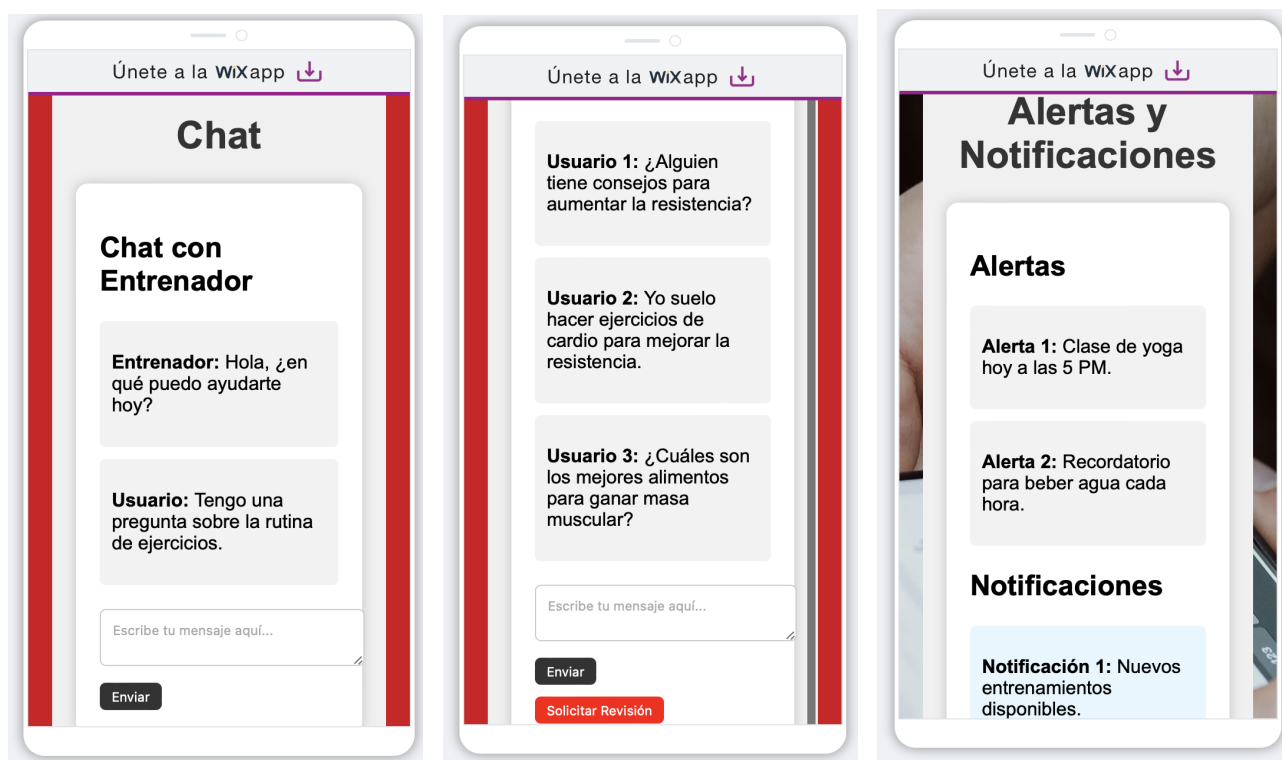 Únete a la WiXapp
Chat
Chat con
Entrenador
Entrenador: Hola, ¿en
qué puedo ayudarte
hoy?
Usuario: Tengo una
pregunta sobre la rutina
de ejercicios.
Escribe tu mensaje aquí...
Enviar
Únete a la WiXapp
Usuario 1: ¿Alguien
tiene consejos para
aumentar la resistencia?
Usuario 2: Yo suelo
hacer ejercicios de
cardio para mejorar la
resistencia.
Usuario 3: ¿Cuáles son
los mejores alimentos
para ganar masa
muscular?
Escribe tu mensaje aquí...
Enviar
Solicitar Revisión
Únete a la WiXapp
Alertas y
Notificaciones
Alertas
Alerta 1: Clase de yoga
hoy a las 5 PM.
Alerta 2: Recordatorio
para beber agua cada
hora.
Notificaciones
Notificación 1: Nuevos
entrenamientos
disponibles.
123